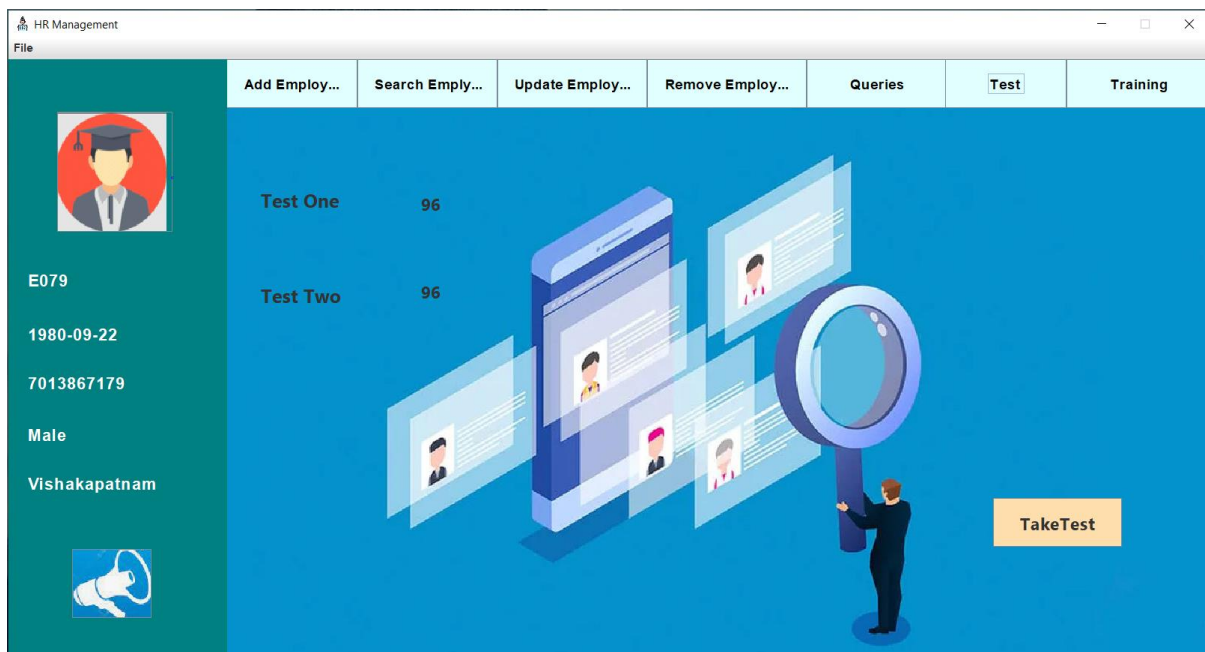 HR Management
File
Add Employ... Search Emply... Update Employ... Remove Employ... Queries Test Training
Test One 96
Test Two 96
E079
1980-09-22
7013867179
Male
Vishakapatnam
TakeTest